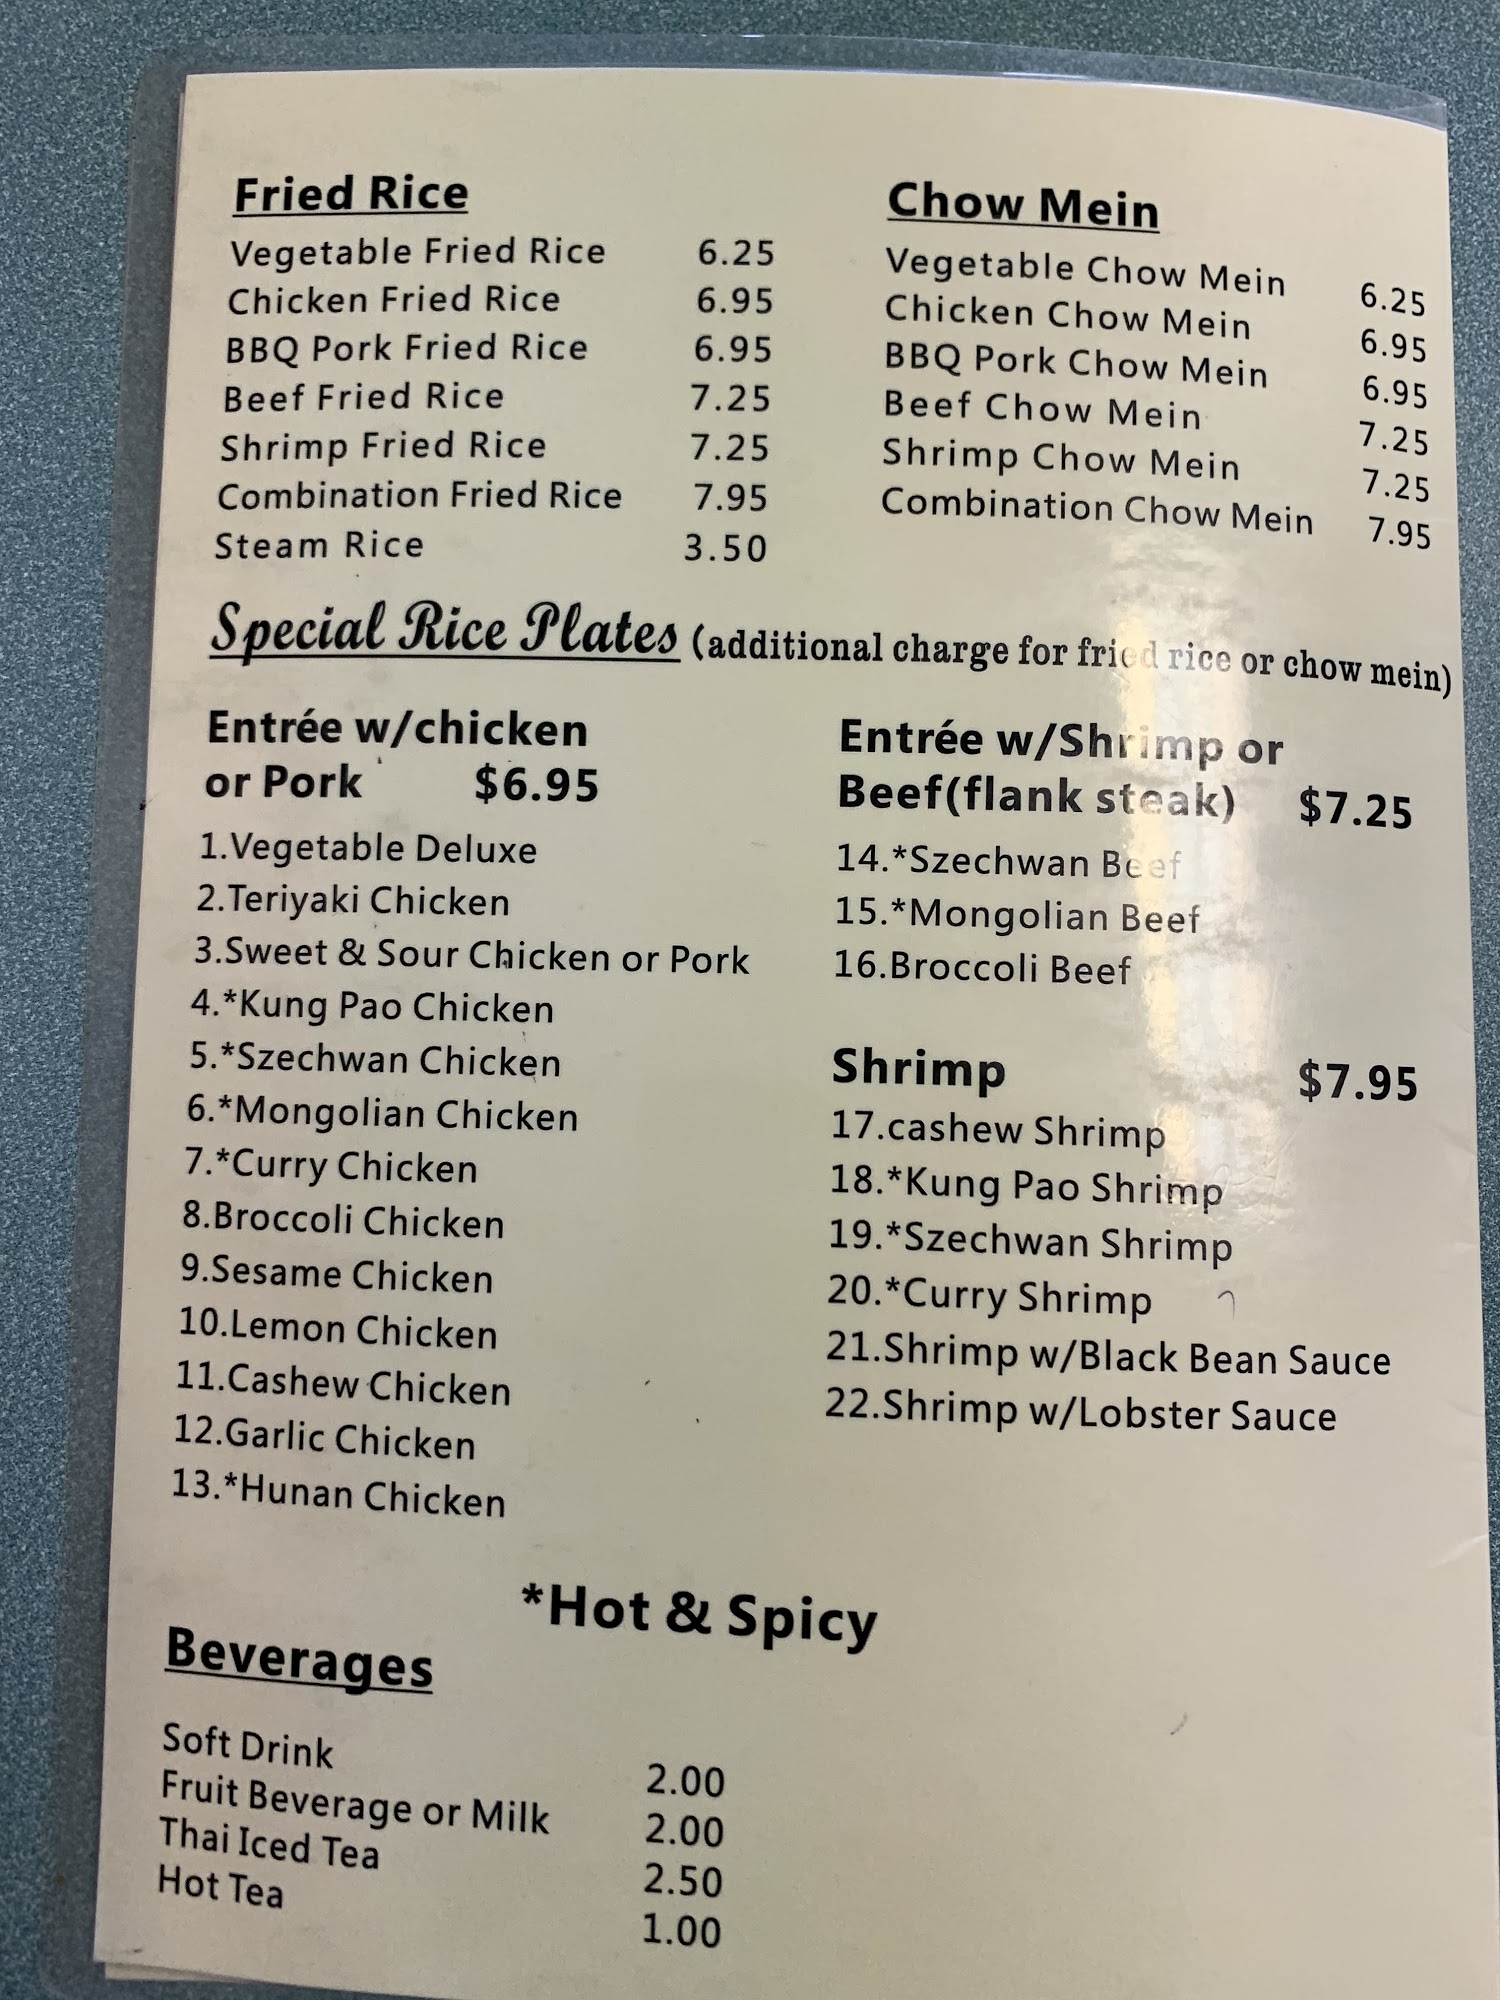 Fried Rice
Vegetable Fried Rice 6.25
Chicken Fried Rice 6.95
BBQ Pork Fried Rice 6.95
Beef Fried Rice 7.25
Shrimp Fried Rice 7.25
Combination Fried Rice 7.95
Steam Rice 3.50
Chow Mein
Vegetable Chow Mein 6.25
Chicken Chow Mein 6.95
BBQ Pork Chow Mein 6.95
Beef Chow Mein 7.25
Shrimp Chow Mein 7.25
Combination Chow Mein 7.95
Special Rice Plates (additional charge for fried rice or chow mein)
Entrée w/chicken
or Pork $6.95
1.Vegetable Deluxe
2.Teriyaki Chicken
3.Sweet & Sour Chicken or Pork
4.*Kung Pao Chicken
5.*Szechwan Chicken
6.*Mongolian Chicken
7.*Curry Chicken
8.Broccoli Chicken
9.Sesame Chicken
10.Lemon Chicken
11.Cashew Chicken
12.Garlic Chicken
13.*Hunan Chicken
Entrée w/Shrimp or
Beef(flank steak) $7.25
14.*Szechwan Beef
15.*Mongolian Beef
16.Broccoli Beef
Shrimp $7.95
17.cashew Shrimp
18.*Kung Pao Shrimp
19.*Szechwan Shrimp
20.*Curry Shrimp
21.Shrimp w/Black Bean Sauce
22.Shrimp w/Lobster Sauce
*Hot & Spicy
Beverages
Soft Drink 2.00
Fruit Beverage or Milk 2.00
Thai Iced Tea 2.50
Hot Tea 1.00